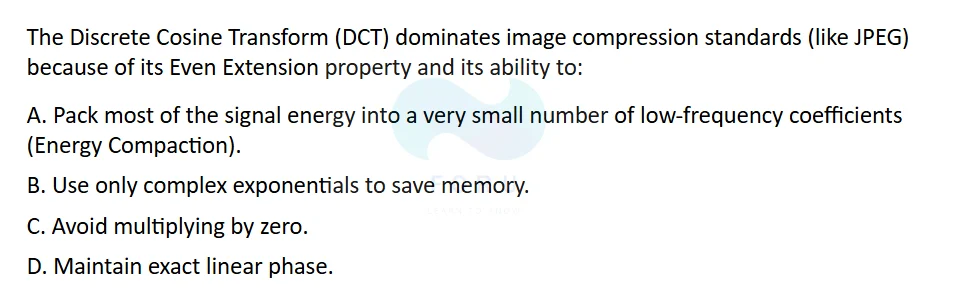 The Discrete Cosine Transform (DCT) dominates image compression standards (like JPEG)
because of its Even Extension property and its ability to:
A. Pack most of the signal energy into a very small number of low-frequency coefficients
(Energy Compaction).
B. Use only complex exponentials to save memory.
C. Avoid multiplying by zero.
D. Maintain exact linear phase.